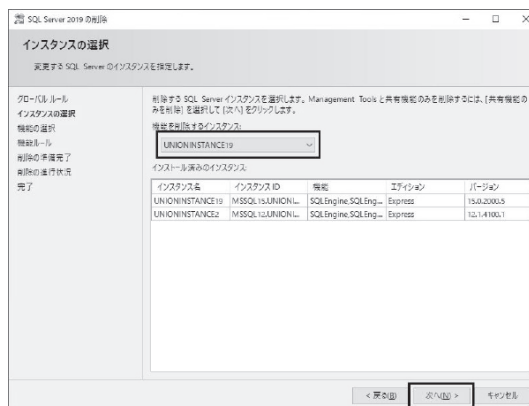 SQL Server 2019 の削除
インスタンスの選択
変更する SQL Server のインスタンスを指定します。
グローバル ルール
インスタンスの選択
機能の選択
機能ルール
削除の準備完了
削除の進行状況
完了
削除する SQL Server インスタンスを選択します。Management Tools と共有機能のみを削除するには、[共有機能の
みを削除] を選択して [次へ] をクリックします。
機能を削除するインスタンス:
UNIONINSTANCE19
インストール済みのインスタンス:
インスタンス名 インスタンス ID 機能 エディション バージョン
UNIONINSTANCE19 MSSQL15.UNIONI... SQLEngine,SQLEng... Express 15.0.2000.5
UNIONINSTANCE2 MSSQL12.UNIONI... SQLEngine,SQLEng... Express 12.1.4100.1
< 戻る(B) 次へ(N) > キャンセル